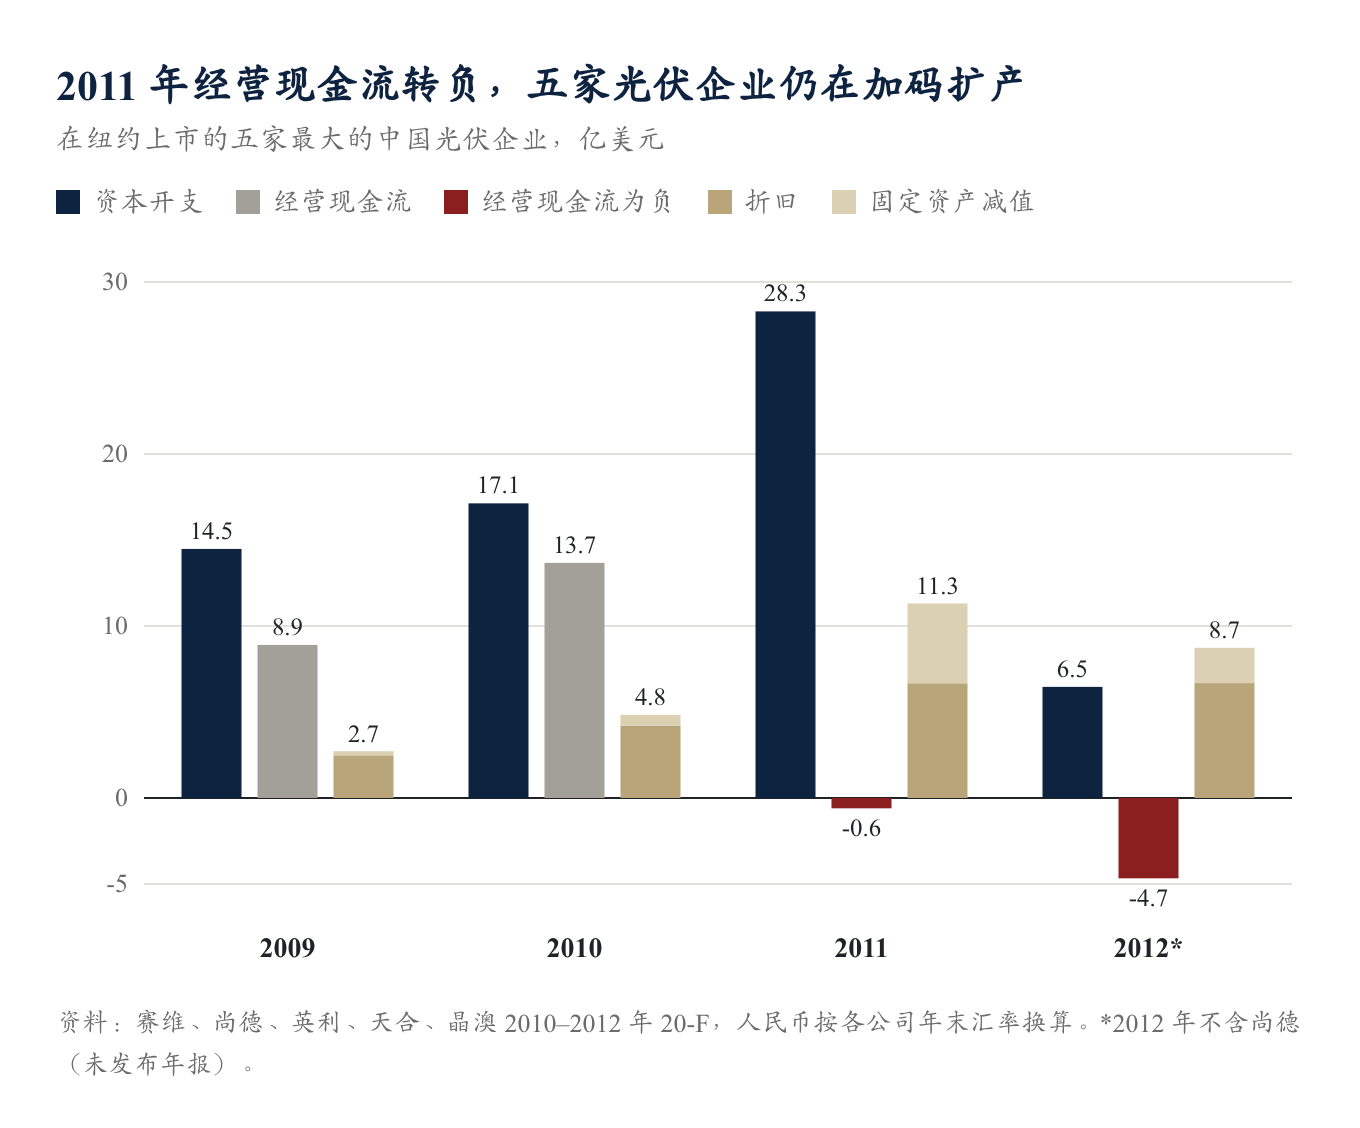 2011 年经营现金流转负，五家光伏企业仍在加码扩产
在纽约上市的五家最大的中国光伏企业，亿美元
资本开支 经营现金流 经营现金流为负 折旧 固定资产减值
30
28.3
20
17.1
14.5
13.7
11.3
10
8.9
8.7
6.5
4.8
2.7
0
-0.6
-5
-4.7
2009 2010 2011 2012*
资料：赛维、尚德、英利、天合、晶澳 2010–2012 年 20-F，人民币按各公司年末汇率换算。*2012 年不含尚德
（未发布年报）。